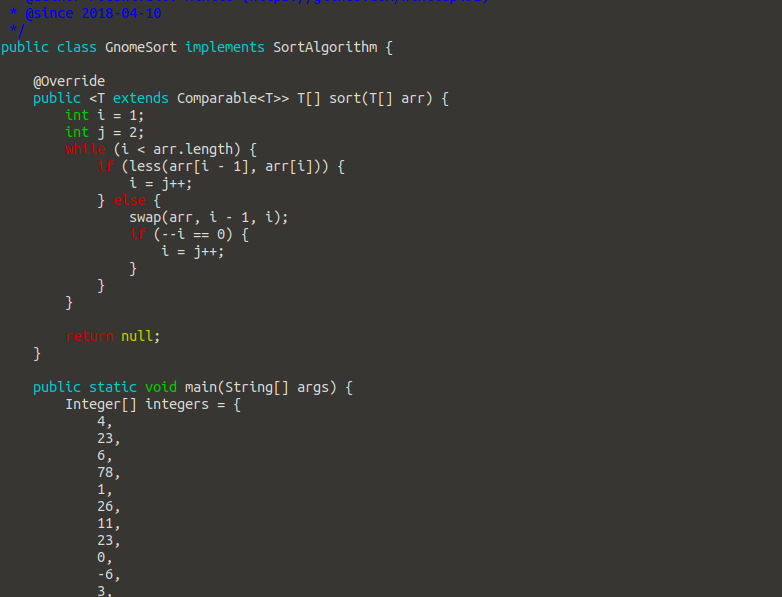 * @since 2018-04-10
 */
public class GnomeSort implements SortAlgorithm {

    @Override
    public <T extends Comparable<T>> T[] sort(T[] arr) {
        int i = 1;
        int j = 2;
        while (i < arr.length) {
            if (less(arr[i - 1], arr[i])) {
                i = j++;
            } else {
                swap(arr, i - 1, i);
                if (--i == 0) {
                    i = j++;
                }
            }
        }

        return null;
    }

    public static void main(String[] args) {
        Integer[] integers = {
            4,
            23,
            6,
            78,
            1,
            26,
            11,
            23,
            0,
            -6,
            3,